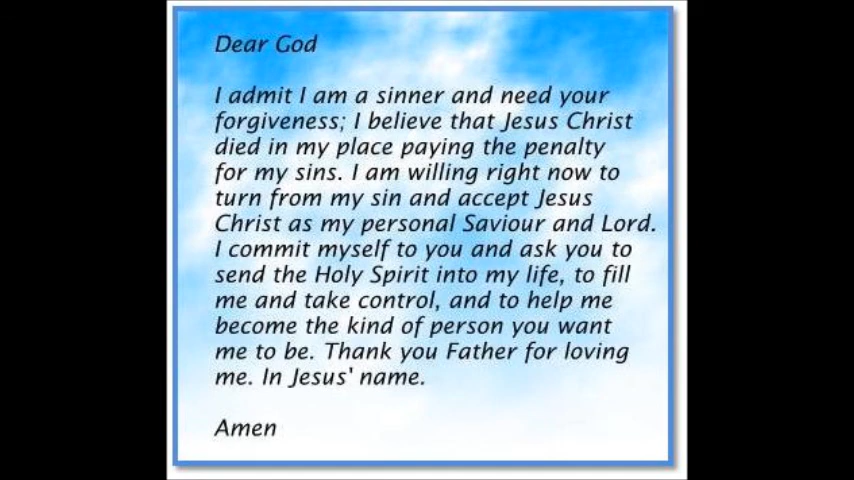 Dear God
I admit I am a sinner and need your
forgiveness; I believe that Jesus Christ
died in my place paying the penalty
for my sins. I am willing right now to
turn from my sin and accept Jesus
Christ as my personal Saviour and Lord.
I commit myself to you and ask you to
send the Holy Spirit into my life, to fill
me and take control, and to help me
become the kind of person you want
me to be. Thank you Father for loving
me. In Jesus' name.
Amen